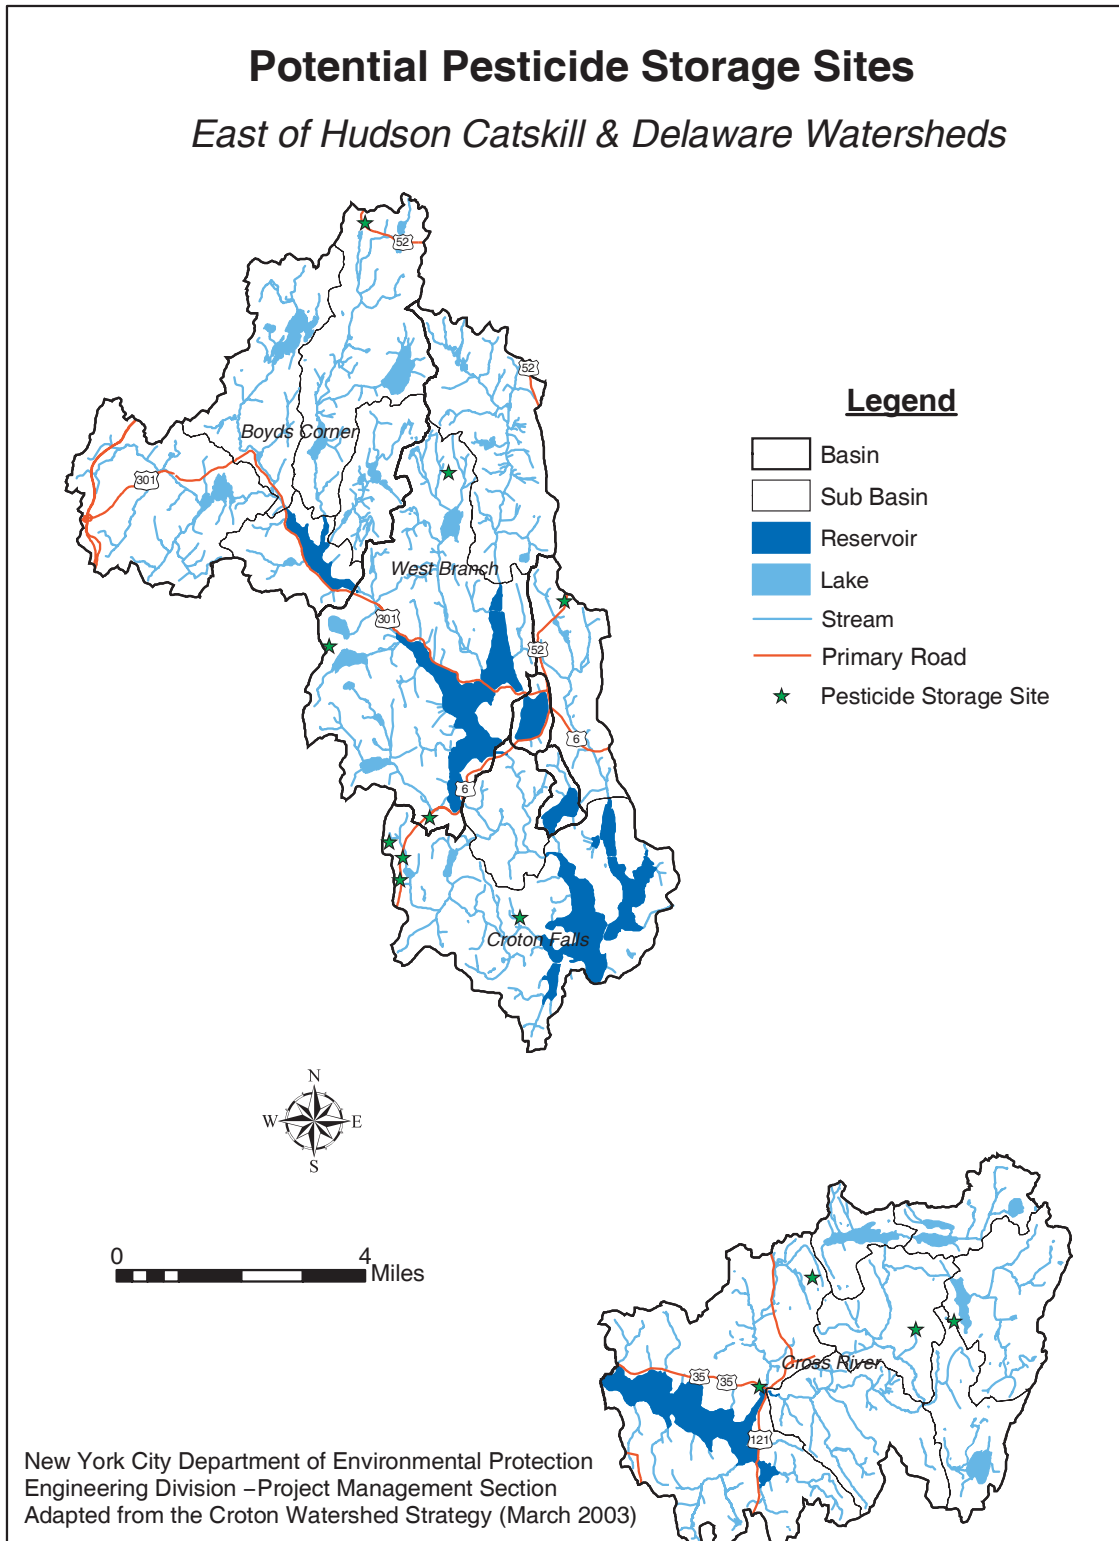 Potential Pesticide Storage Sites
East of Hudson Catskill & Delaware Watersheds
52
52
Boyds Corner
301
West Branch
301
52
6
6
Croton Falls
Legend
Basin
Sub Basin
Reservoir
Lake
Stream
Primary Road
Pesticide Storage Site
N
W E
S
0 4
Miles
Cross River
35 35
121
New York City Department of Environmental Protection
Engineering Division –Project Management Section
Adapted from the Croton Watershed Strategy (March 2003)